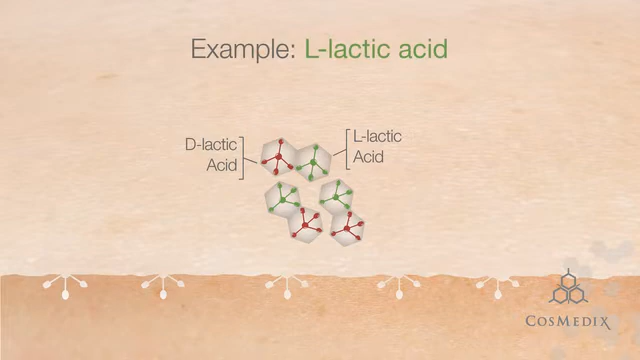 Example: L-lactic acid
D-lactic
Acid
L-lactic
Acid
COSMEDIX